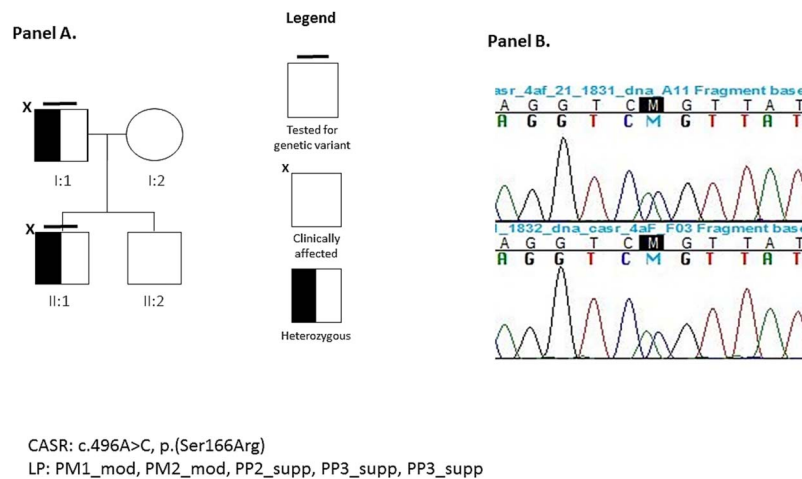 Panel A.
X
I:1
I:2
X
II:1
II:2
Legend
Tested for
genetic variant
X
Clinically
affected
Heterozygous
Panel B.
asr_4af_21_1831_dna_A11 Fragment base
A G G T C M G T T A T
A G G T C M G T T A T
1_1832_dna_casr_4aF_F03 Fragment base
A G G T C M G T T A T
A G G T C M G T T A T
CASR: c.496A>C, p.(Ser166Arg)
LP: PM1_mod, PM2_mod, PP2_supp, PP3_supp, PP3_supp